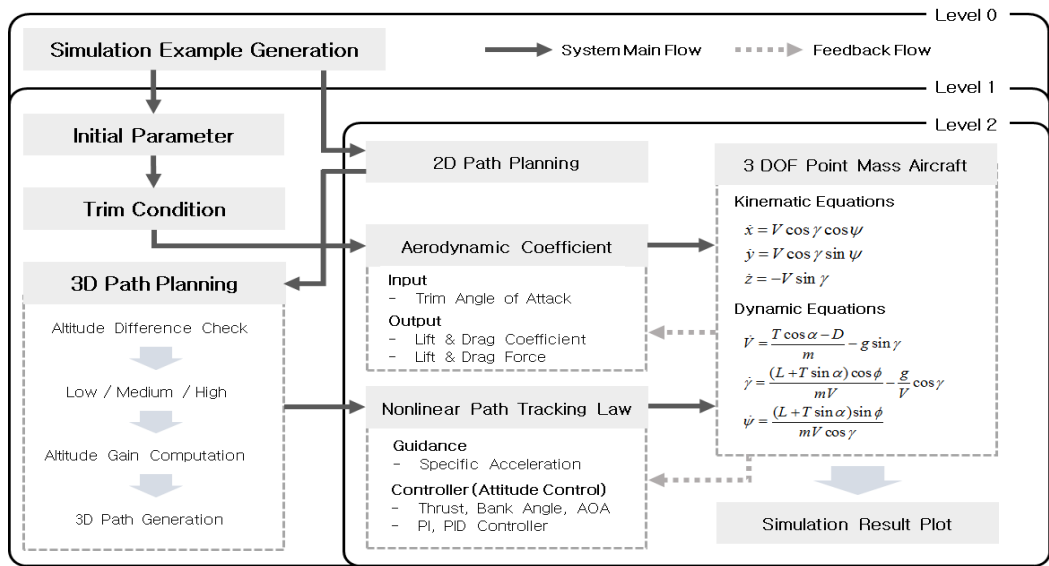 Level 0
Simulation Example Generation
System Main Flow
Feedback Flow
Level 1
Initial Parameter
Trim Condition
3D Path Planning
Altitude Difference Check
Low / Medium / High
Altitude Gain Computation
3D Path Generation
Level 2
2D Path Planning
Aerodynamic Coefficient
Input
- Trim Angle of Attack
Output
- Lift & Drag Coefficient
- Lift & Drag Force
Nonlinear Path Tracking Law
Guidance
- Specific Acceleration
Controller (Attitude Control)
- Thrust, Bank Angle, AOA
- PI, PID Controller
3 DOF Point Mass Aircraft
Kinematic Equations
ẋ = V cos γ cos ψ
ẏ = V cos γ sin ψ
ż = −V sin γ
Dynamic Equations
V̇ = (T cos α − D)/m − g sin γ
γ̇ = ((L + T sin α) cos ϕ)/(mV) − (g/V) cos γ
ψ̇ = ((L + T sin α) sin ϕ)/(mV cos γ)
Simulation Result Plot